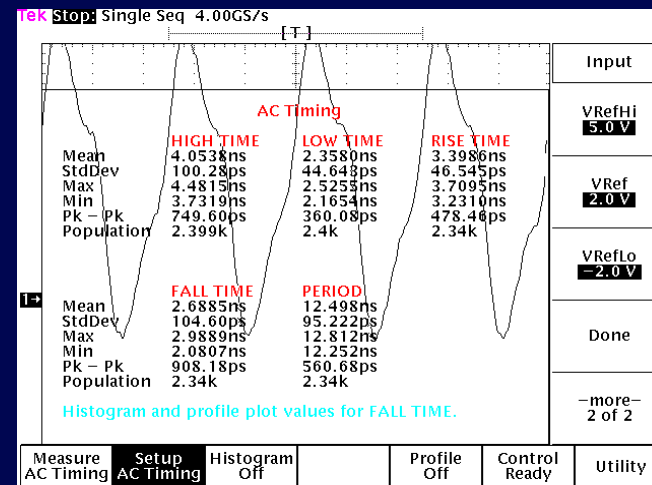 Tek Stop: Single Seq 4.00GS/s
[T]
Input
AC Timing
VRefHi
5.0 V
HIGH TIME LOW TIME RISE TIME
Mean 4.0538ns 2.3580ns 3.3986ns
StdDev 100.28ps 44.643ps 46.545ps
Max 4.4815ns 2.5255ns 3.7095ns
Min 3.7319ns 2.1654ns 3.2310ns
Pk – Pk 749.60ps 360.08ps 478.46ps
Population 2.399k 2.4k 2.34k
VRef
2.0 V
VRefLo
–2.0 V
1→
FALL TIME PERIOD
Mean 2.6885ns 12.498ns
StdDev 104.60ps 95.222ps
Max 2.9889ns 12.812ns
Min 2.0807ns 12.252ns
Pk – Pk 908.18ps 560.68ps
Population 2.34k 2.34k
Done
Histogram and profile plot values for FALL TIME.
–more–
2 of 2
Measure Setup Histogram Profile Control Utility
AC Timing AC Timing Off Off Ready